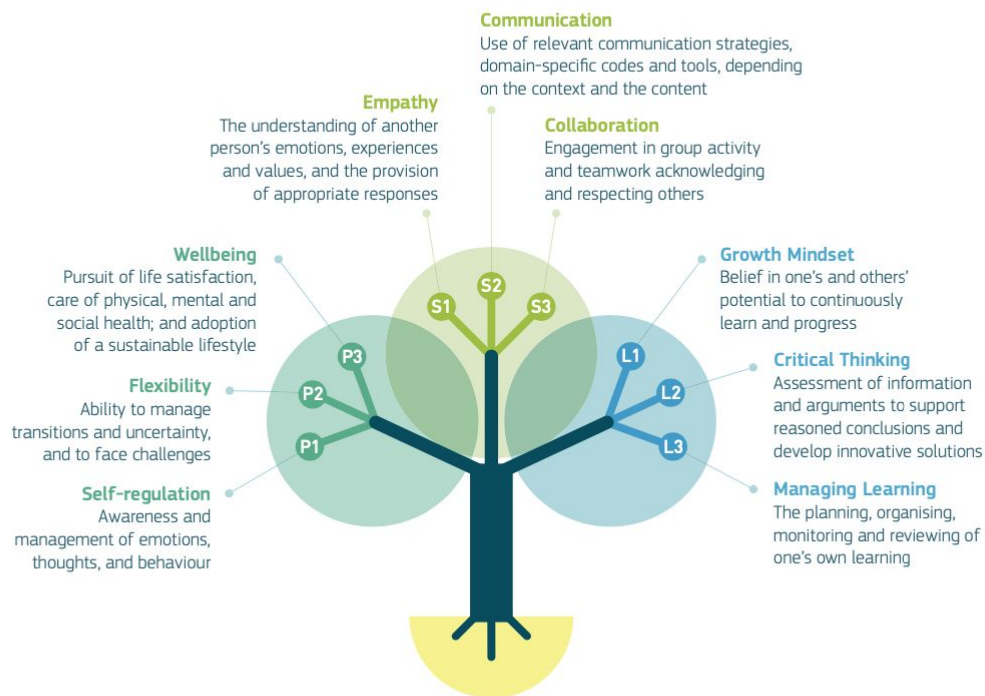 Communication
Use of relevant communication strategies,
domain-specific codes and tools, depending
on the context and the content
Empathy
The understanding of another
person's emotions, experiences
and values, and the provision
of appropriate responses
Collaboration
Engagement in group activity
and teamwork acknowledging
and respecting others
Wellbeing
Pursuit of life satisfaction,
care of physical, mental and
social health; and adoption
of a sustainable lifestyle
Flexibility
Ability to manage
transitions and uncertainty,
and to face challenges
Self-regulation
Awareness and
management of emotions,
thoughts, and behaviour
P3
P2
P1
S1
S2
S3
L1
L2
L3
Growth Mindset
Belief in one's and others'
potential to continuously
learn and progress
Critical Thinking
Assessment of information
and arguments to support
reasoned conclusions and
develop innovative solutions
Managing Learning
The planning, organising,
monitoring and reviewing of
one's own learning